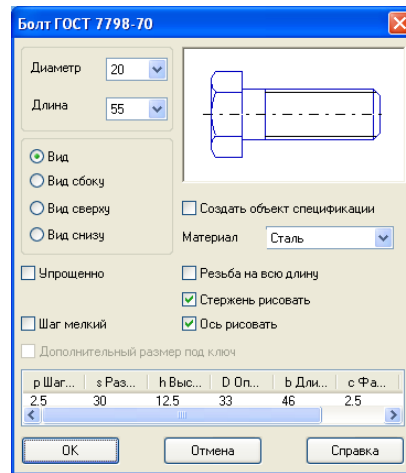 Болт ГОСТ 7798-70
Диаметр 20
Длина 55
Вид
Вид сбоку
Вид сверху
Вид снизу
Создать объект спецификации
Материал Сталь
Упрощенно
Резьба на всю длину
Стержень рисовать
Шаг мелкий
Ось рисовать
Дополнительный размер под ключ
p Шаг... s Раз... h Выс... D Оп... b Дли... c Фа...
2.5 30 12.5 33 46 2.5
OK Отмена Справка